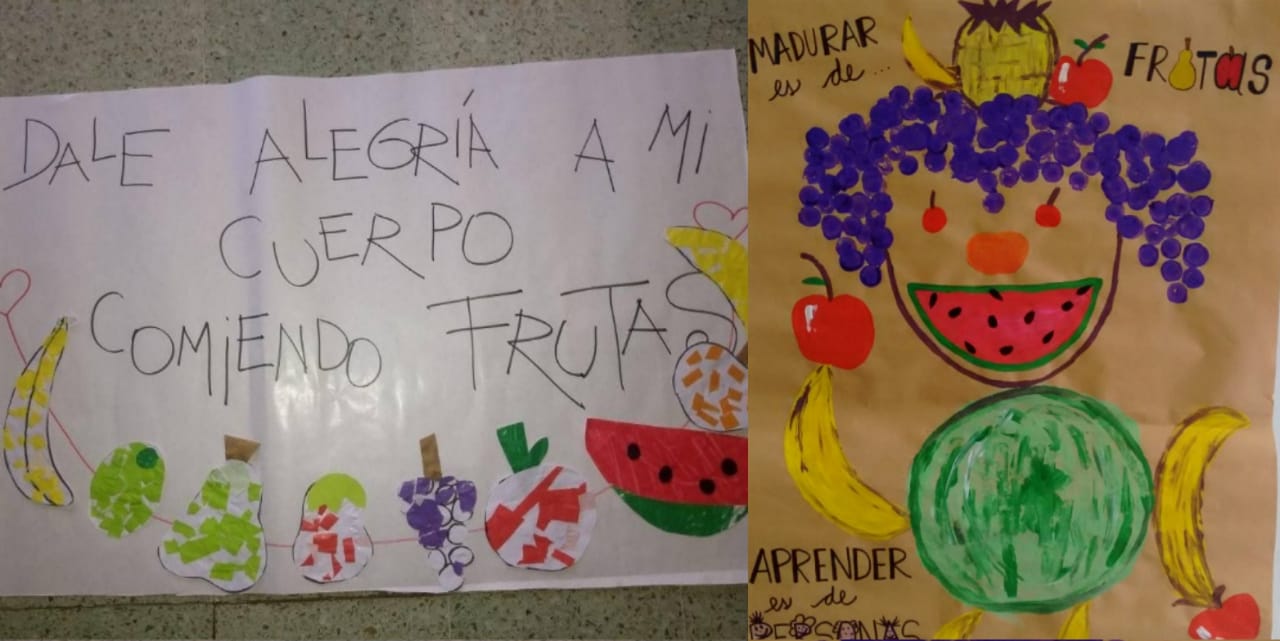 DALE ALEGRÍA A MI
CUERPO
COMIENDO FRUTAS
MADURAR
es de...
FRUTAS
APRENDER
es de
PERSONAS